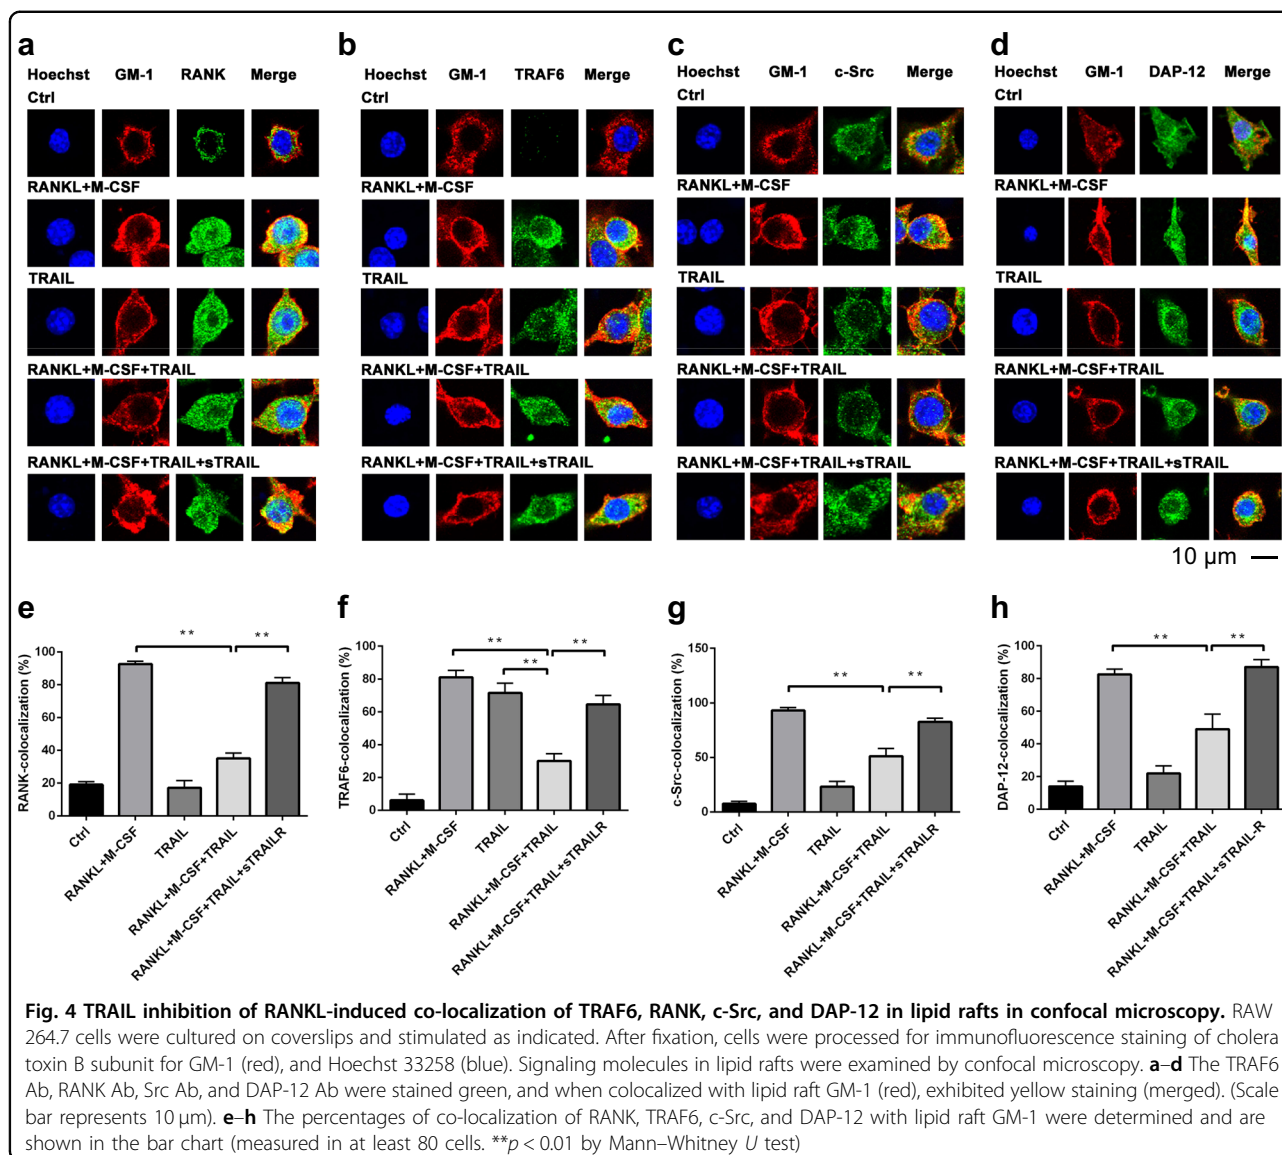 a
Hoechst GM-1 RANK Merge
Ctrl
RANKL+M-CSF
TRAIL
RANKL+M-CSF+TRAIL
RANKL+M-CSF+TRAIL+sTRAIL
b
Hoechst GM-1 TRAF6 Merge
Ctrl
RANKL+M-CSF
TRAIL
RANKL+M-CSF+TRAIL
RANKL+M-CSF+TRAIL+sTRAIL
c
Hoechst GM-1 c-Src Merge
Ctrl
RANKL+M-CSF
TRAIL
RANKL+M-CSF+TRAIL
RANKL+M-CSF+TRAIL+sTRAIL
d
Hoechst GM-1 DAP-12 Merge
Ctrl
RANKL+M-CSF
TRAIL
RANKL+M-CSF+TRAIL
RANKL+M-CSF+TRAIL+sTRAIL
10 µm
e
RANK-colocalization (%)
100
80
60
40
20
0
** **
Ctrl
RANKL+M-CSF
TRAIL
RANKL+M-CSF+TRAIL
RANKL+M-CSF+TRAIL+sTRAILR
f
TRAF6-colocalization (%)
100
80
60
40
20
0
** **
**
Ctrl
RANKL+M-CSF
TRAIL
RANKL+M-CSF+TRAIL
RANKL+M-CSF+TRAIL+sTRAILR
g
c-Src-colocalization (%)
150
100
50
0
** **
Ctrl
RANKL+M-CSF
TRAIL
RANKL+M-CSF+TRAIL
RANKL+M-CSF+TRAIL+sTRAILR
h
DAP-12-colocalization (%)
100
80
60
40
20
0
** **
Ctrl
RANKL+M-CSF
TRAIL
RANKL+M-CSF+TRAIL
RANKL+M-CSF+TRAIL+sTRAIL-R
Fig. 4 TRAIL inhibition of RANKL-induced co-localization of TRAF6, RANK, c-Src, and DAP-12 in lipid rafts in confocal microscopy. RAW
264.7 cells were cultured on coverslips and stimulated as indicated. After fixation, cells were processed for immunofluorescence staining of cholera
toxin B subunit for GM-1 (red), and Hoechst 33258 (blue). Signaling molecules in lipid rafts were examined by confocal microscopy. a–d The TRAF6
Ab, RANK Ab, Src Ab, and DAP-12 Ab were stained green, and when colocalized with lipid raft GM-1 (red), exhibited yellow staining (merged). (Scale
bar represents 10 µm). e–h The percentages of co-localization of RANK, TRAF6, c-Src, and DAP-12 with lipid raft GM-1 were determined and are
shown in the bar chart (measured in at least 80 cells. **p < 0.01 by Mann–Whitney U test)